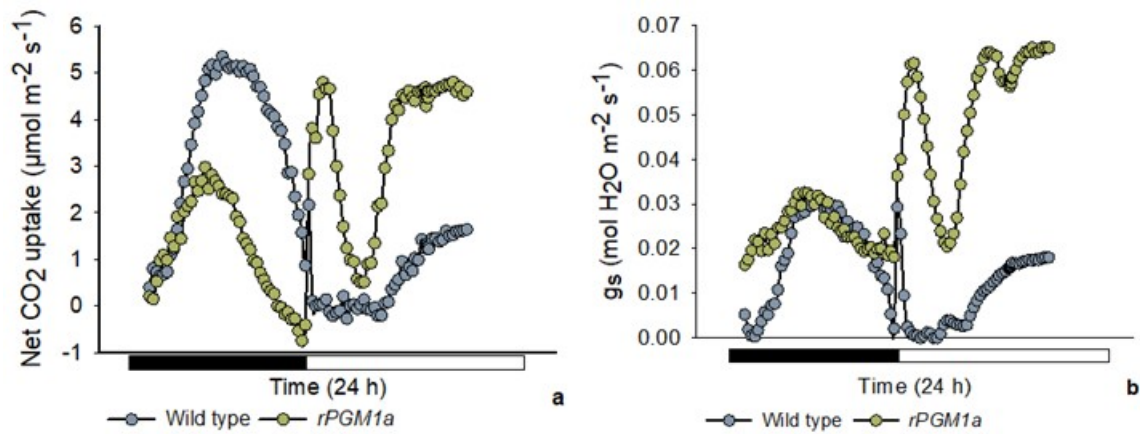 Net CO2 uptake (µmol m-2 s-1)
6
5
4
3
2
1
0
-1
Time (24 h)
a
Wild type rPGM1a
gs (mol H2O m-2 s-1)
0.07
0.06
0.05
0.04
0.03
0.02
0.01
0.00
Time (24 h)
b
Wild type rPGM1a